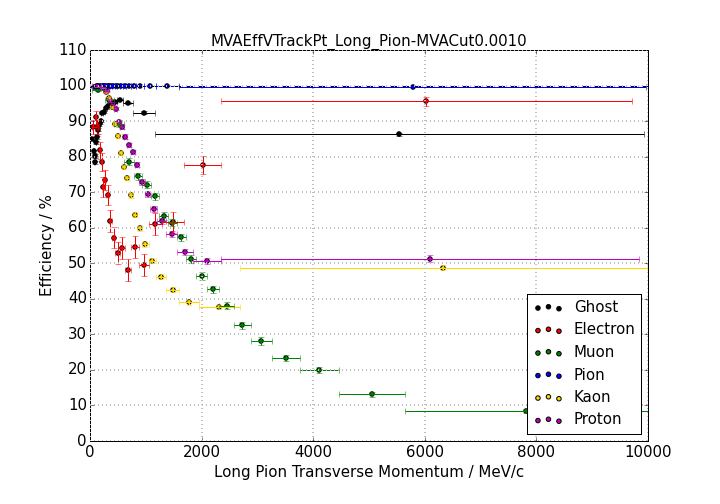 MVAEffVTrackPt_Long_Pion-MVACut0.0010
110
100
90
80
70
60
50
40
30
20
10
0
Efficiency / %
Ghost
Electron
Muon
Pion
Kaon
Proton
0 2000 4000 6000 8000 10000
Long Pion Transverse Momentum / MeV/c